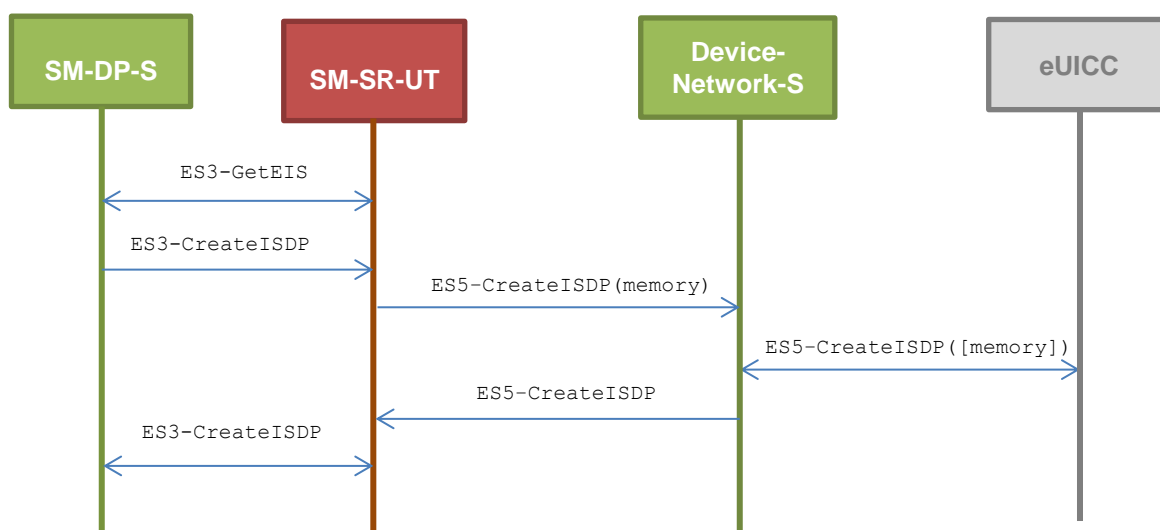 SM-DP-S
SM-SR-UT
Device-
Network-S
eUICC
ES3-GetEIS
ES3-CreateISDP
ES5-CreateISDP(memory)
ES5-CreateISDP([memory])
ES5-CreateISDP
ES3-CreateISDP